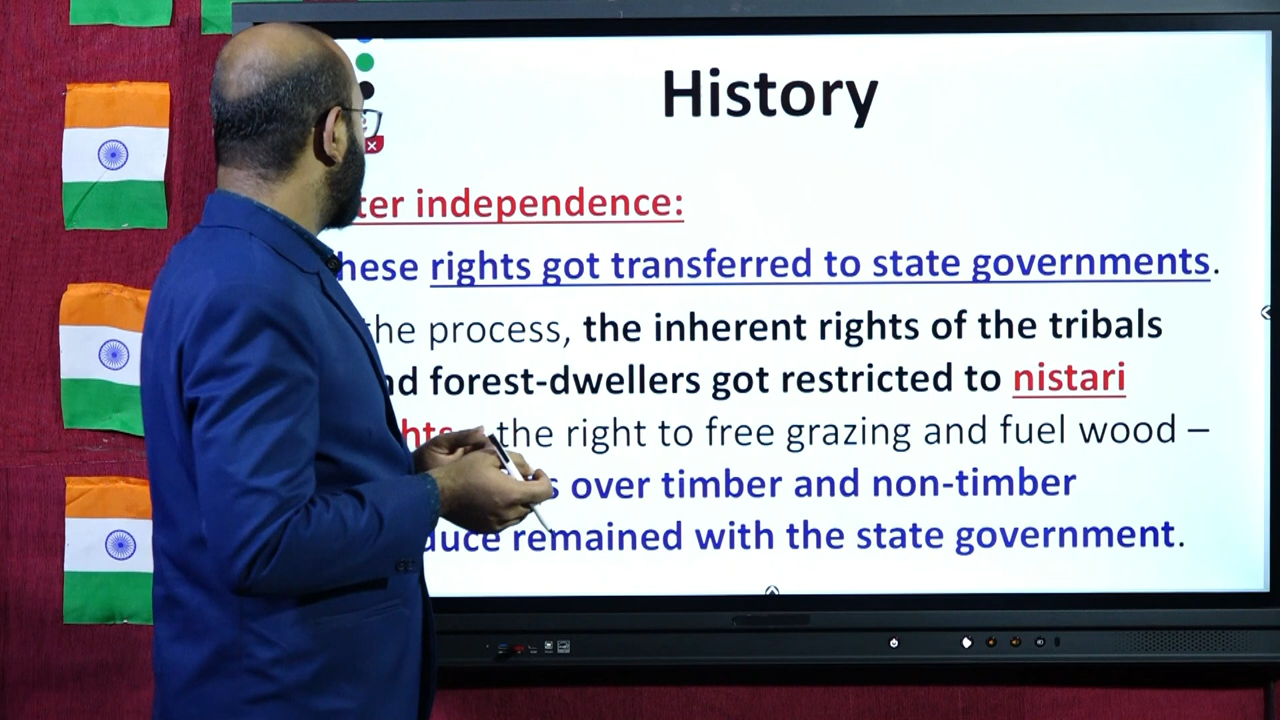 History
ter independence:
hese rights got transferred to state governments.
the process, the inherent rights of the tribals
nd forest-dwellers got restricted to nistari
hts – the right to free grazing and fuel wood –
s over timber and non-timber
duce remained with the state government.